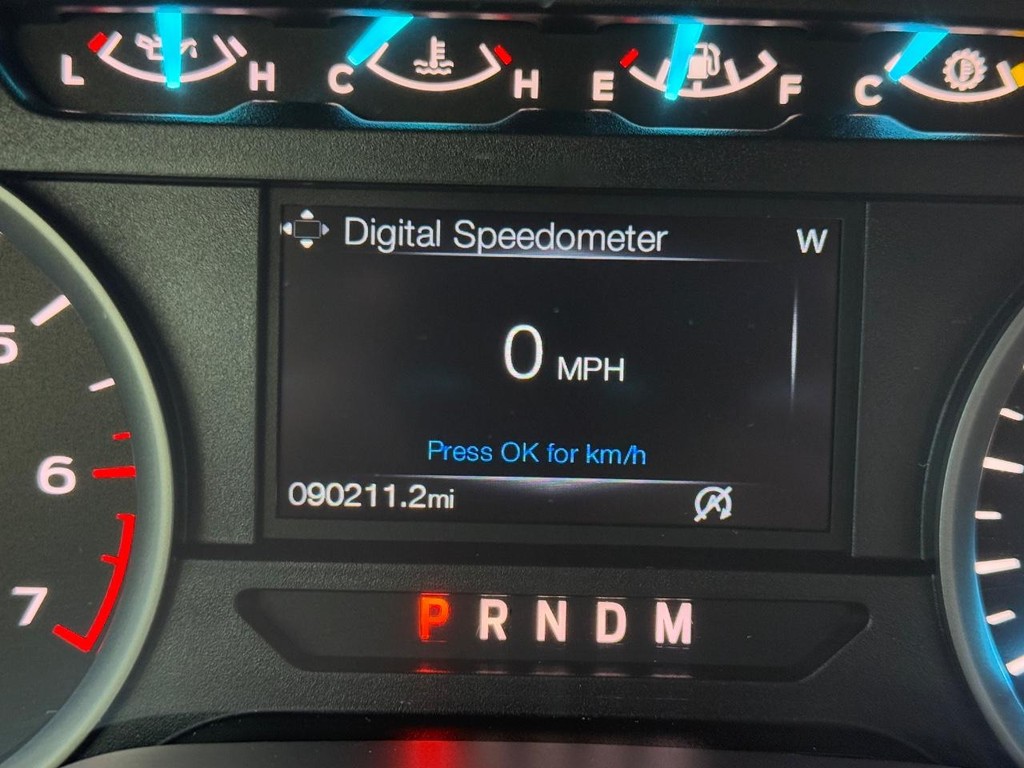 L H C H E F C
Digital Speedometer W
0 MPH
Press OK for km/h
090211.2mi
5
6
7
P R N D M